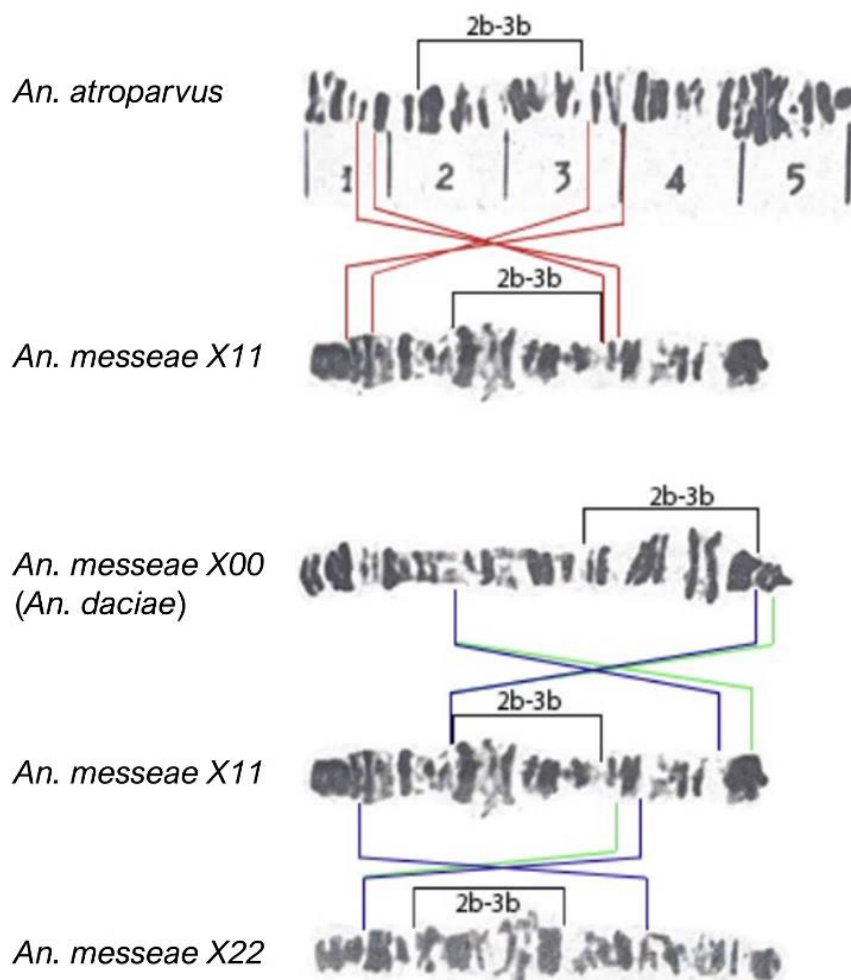 2b-3b
An. atroparvus
1 2 3 4 5
2b-3b
An. messeae X11
2b-3b
An. messeae X00
(An. daciae)
2b-3b
An. messeae X11
2b-3b
An. messeae X22